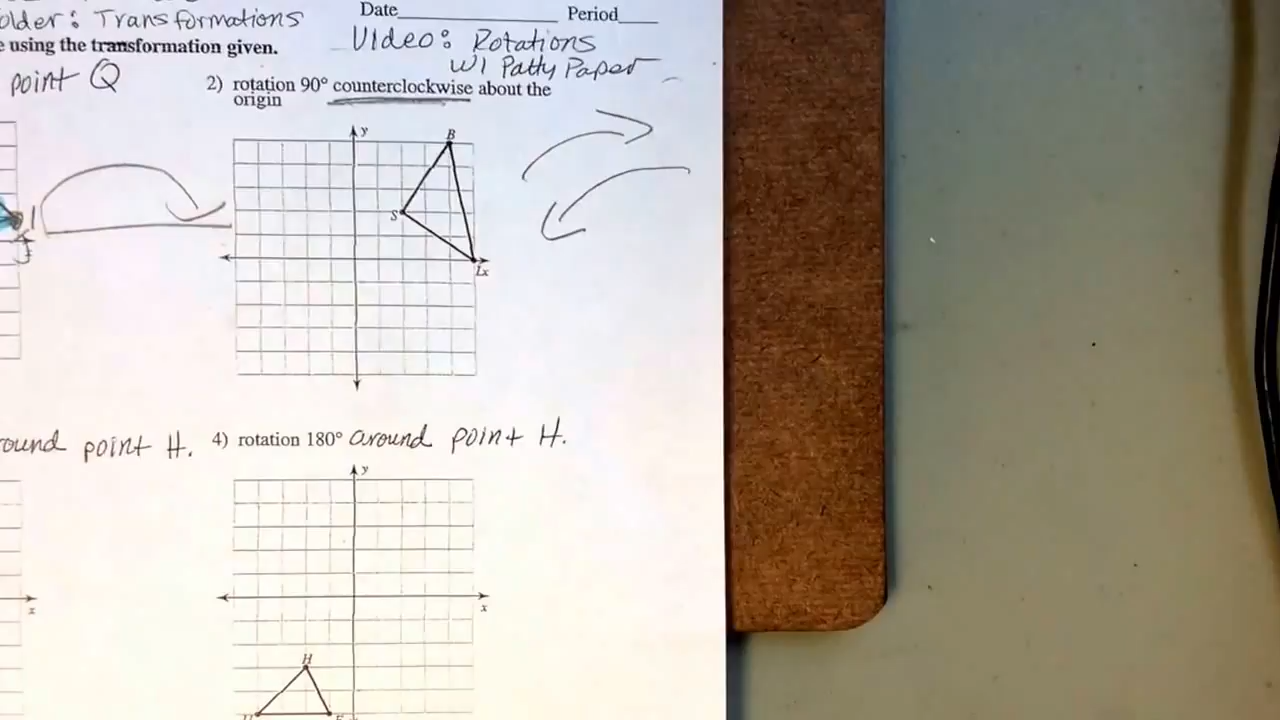 older: Transformations
Date Period
e using the transformation given.
Video: Rotations
w/ Patty Paper
point Q
2) rotation 90° counterclockwise about the
origin
y
B
S
L x
ound point H.
4) rotation 180° around point H.
y
x
x
H